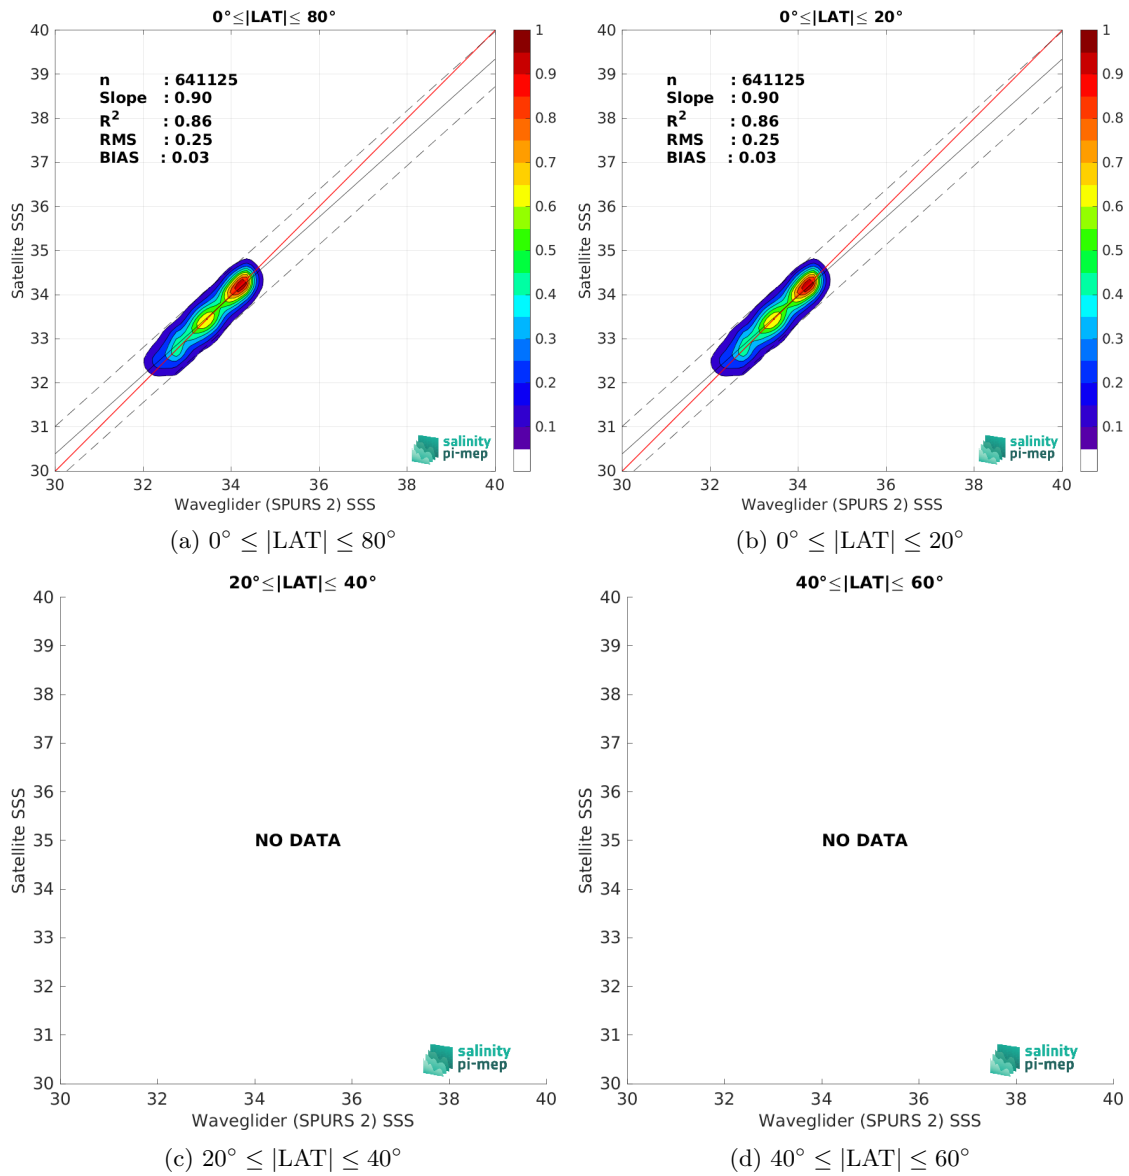 0°≤|LAT|≤ 80°
40
39
38
37
36
35
34
33
32
31
30
Satellite SSS
n : 641125
Slope : 0.90
R² : 0.86
RMS : 0.25
BIAS : 0.03
1
0.9
0.8
0.7
0.6
0.5
0.4
0.3
0.2
0.1
salinity
pi-mep
30 32 34 36 38 40
Waveglider (SPURS 2) SSS
(a) 0° ≤ |LAT| ≤ 80°
0°≤|LAT|≤ 20°
40
39
38
37
36
35
34
33
32
31
30
Satellite SSS
n : 641125
Slope : 0.90
R² : 0.86
RMS : 0.25
BIAS : 0.03
1
0.9
0.8
0.7
0.6
0.5
0.4
0.3
0.2
0.1
salinity
pi-mep
30 32 34 36 38 40
Waveglider (SPURS 2) SSS
(b) 0° ≤ |LAT| ≤ 20°
20°≤|LAT|≤ 40°
40
39
38
37
36
35
34
33
32
31
30
Satellite SSS
NO DATA
salinity
pi-mep
30 32 34 36 38 40
Waveglider (SPURS 2) SSS
(c) 20° ≤ |LAT| ≤ 40°
40°≤|LAT|≤ 60°
40
39
38
37
36
35
34
33
32
31
30
Satellite SSS
NO DATA
salinity
pi-mep
30 32 34 36 38 40
Waveglider (SPURS 2) SSS
(d) 40° ≤ |LAT| ≤ 60°